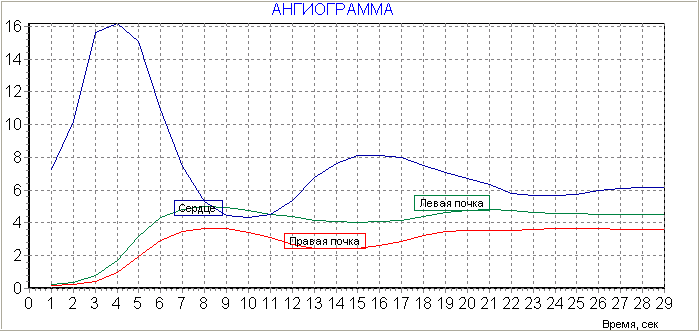 АНГИОГРАММА
16
14
12
10
8
6
4
2
0
Сердце
Левая почка
Правая почка
0 1 2 3 4 5 6 7 8 9 10 11 12 13 14 15 16 17 18 19 20 21 22 23 24 25 26 27 28 29
Время, сек